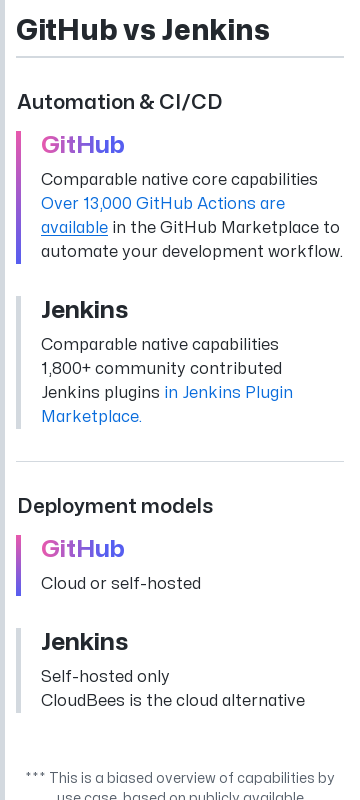 GitHub vs Jenkins
Automation & CI/CD
GitHub
Comparable native core capabilities
Over 13,000 GitHub Actions are
available in the GitHub Marketplace to
automate your development workflow.
Jenkins
Comparable native capabilities
1,800+ community contributed
Jenkins plugins in Jenkins Plugin
Marketplace.
Deployment models
GitHub
Cloud or self-hosted
Jenkins
Self-hosted only
CloudBees is the cloud alternative
*** This is a biased overview of capabilities by
use case, based on publicly available